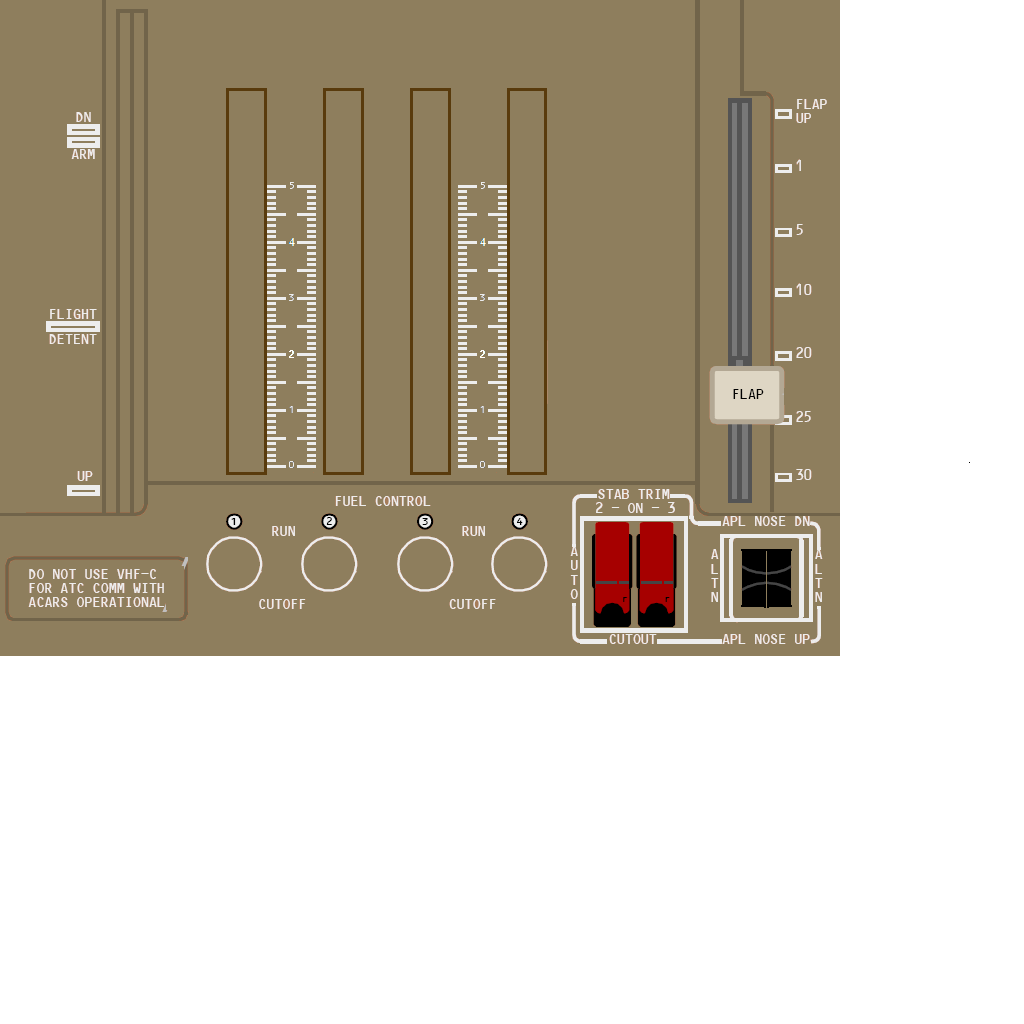 DN
ARM
FLIGHT
DETENT
UP
5
4
3
2
1
0
5
4
3
2
1
0
FLAP
UP
1
5
10
20
25
30
FLAP
FUEL CONTROL
1
2
3
4
RUN
RUN
CUTOFF
CUTOFF
STAB TRIM
2 - ON - 3
AUTO
CUTOUT
APL NOSE DN
ALTN
ALTN
APL NOSE UP
DO NOT USE VHF-C
FOR ATC COMM WITH
ACARS OPERATIONAL